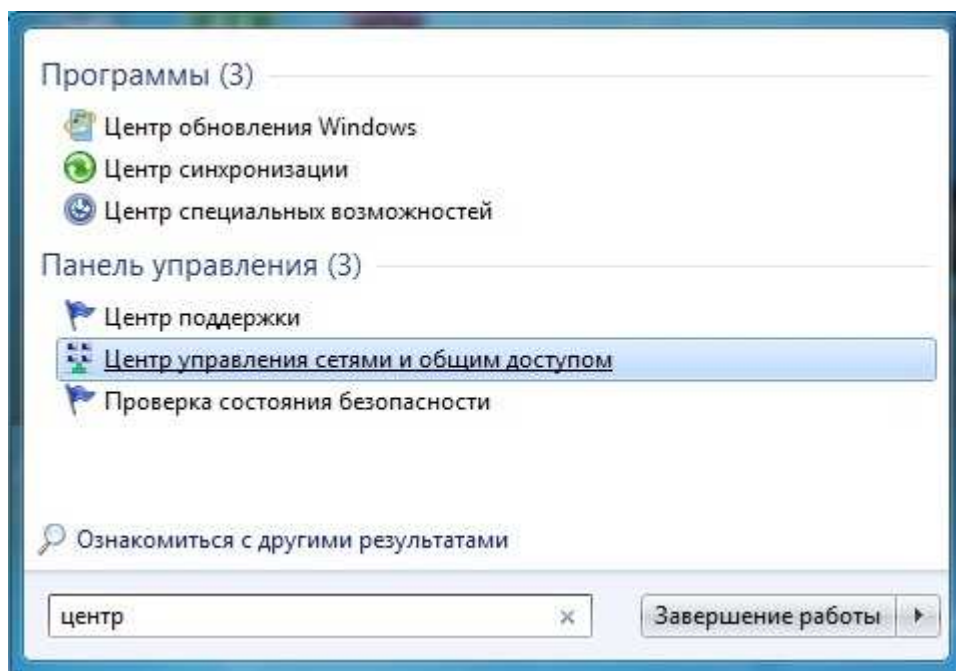 Программы (3)
Центр обновления Windows
Центр синхронизации
Центр специальных возможностей
Панель управления (3)
Центр поддержки
Центр управления сетями и общим доступом
Проверка состояния безопасности
Ознакомиться с другими результатами
центр
Завершение работы